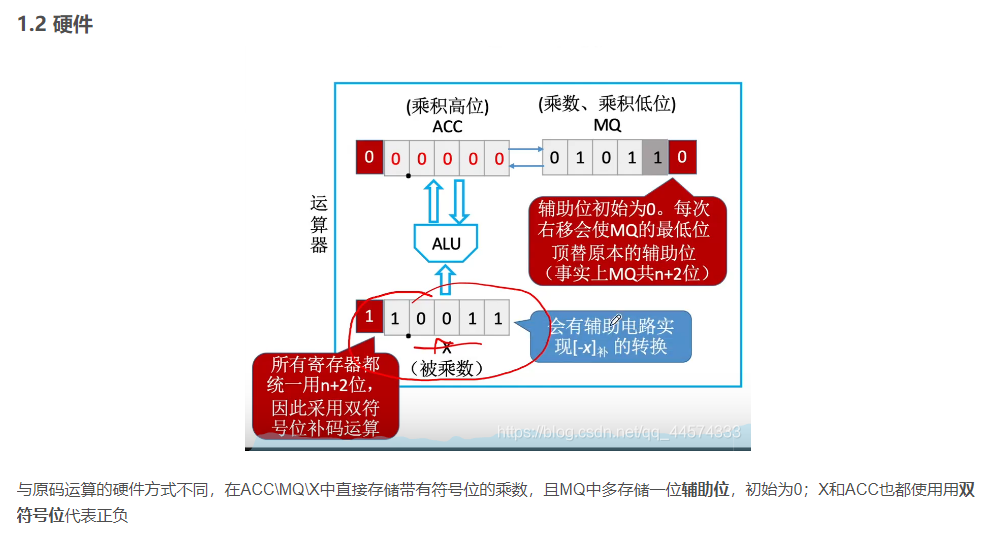 1.2 硬件
(乘积高位)
ACC
(乘数、乘积低位)
MQ
0 0 0 0 0 0
0 1 0 1 1 0
运算器
ALU
辅助位初始为0。每次
右移会使MQ的最低位
顶替原本的辅助位
（事实上MQ共n+2位）
1 1 0 0 1 1
X
（被乘数）
会有辅助电路实
现[-x]补 的转换
所有寄存器都
统一用n+2位，
因此采用双符
号位补码运算
https://blog.csdn.net/qq_44574333
与原码运算的硬件方式不同，在ACC\MQ\X中直接存储带有符号位的乘数，且MQ中多存储一位辅助位，初始为0；X和ACC也都使用用双
符号位代表正负